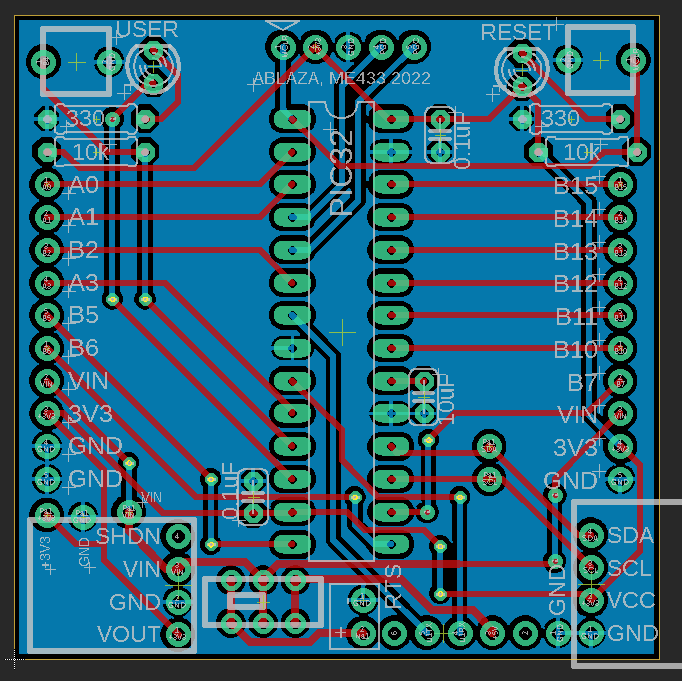 USER
RESET
ABLAZA, ME433 2022
330
330
10k
10k
PIC32
0.1uF
A0
A1
B2
A3
B5
B6
VIN
3V3
GND
GND
B15
B14
B13
B12
B11
B10
B7
VIN
3V3
GND
10uF
0.1uF
VIN
+3V3
GND
SHDN
VIN
GND
VOUT
RTS
GND
SDA
SCL
VCC
GND